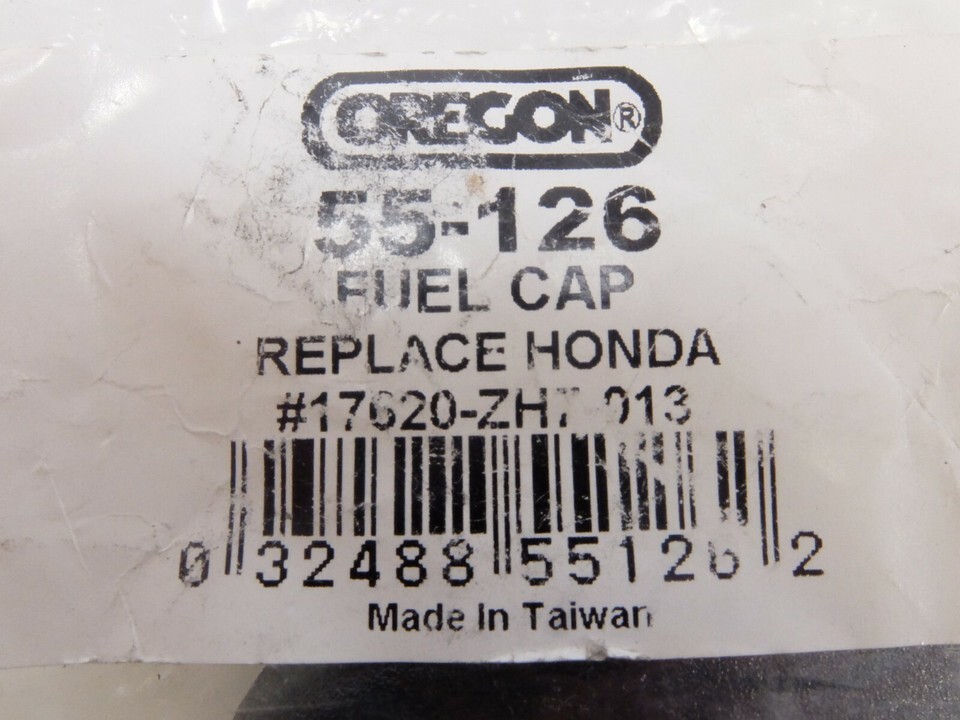 OREGON®
55-126
FUEL CAP
REPLACE HONDA
#17620-ZH7-013
0 32488 55126 2
Made In Taiwan